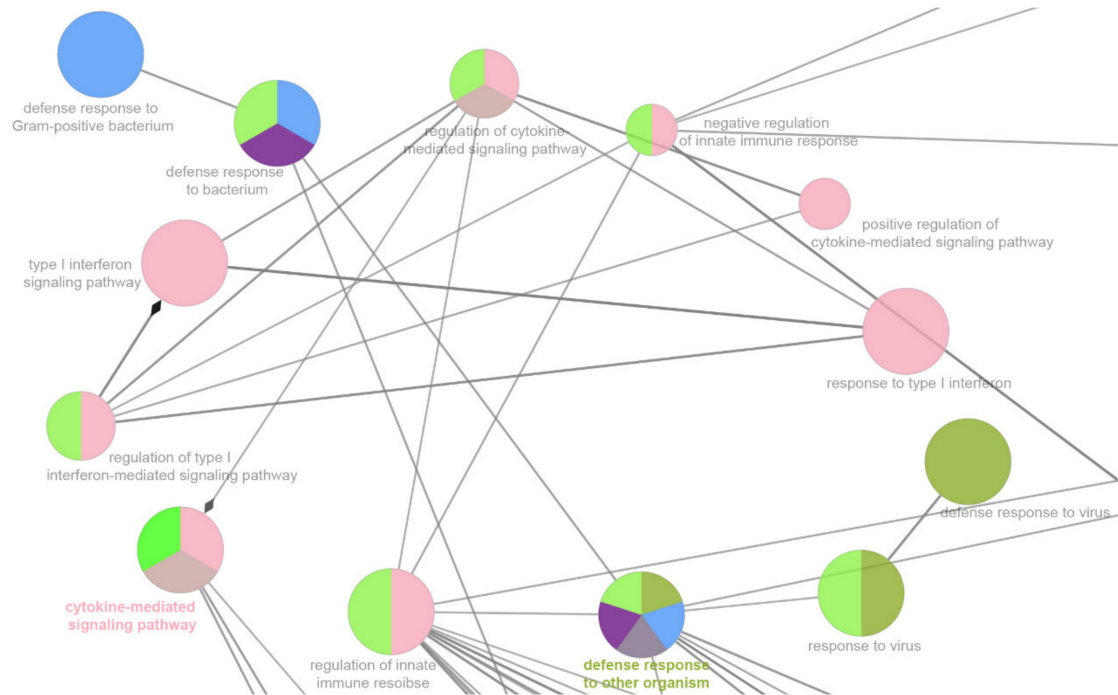 defense response to
Gram-positive bacterium
defense response
to bacterium
regulation of cytokine-
mediated signaling pathway
negative regulation
of innate immune response
positive regulation of
cytokine-mediated signaling pathway
type I interferon
signaling pathway
response to type I interferon
regulation of type I
interferon-mediated signaling pathway
defense response to virus
cytokine-mediated
signaling pathway
regulation of innate
immune resoibse
defense response
to other organism
response to virus